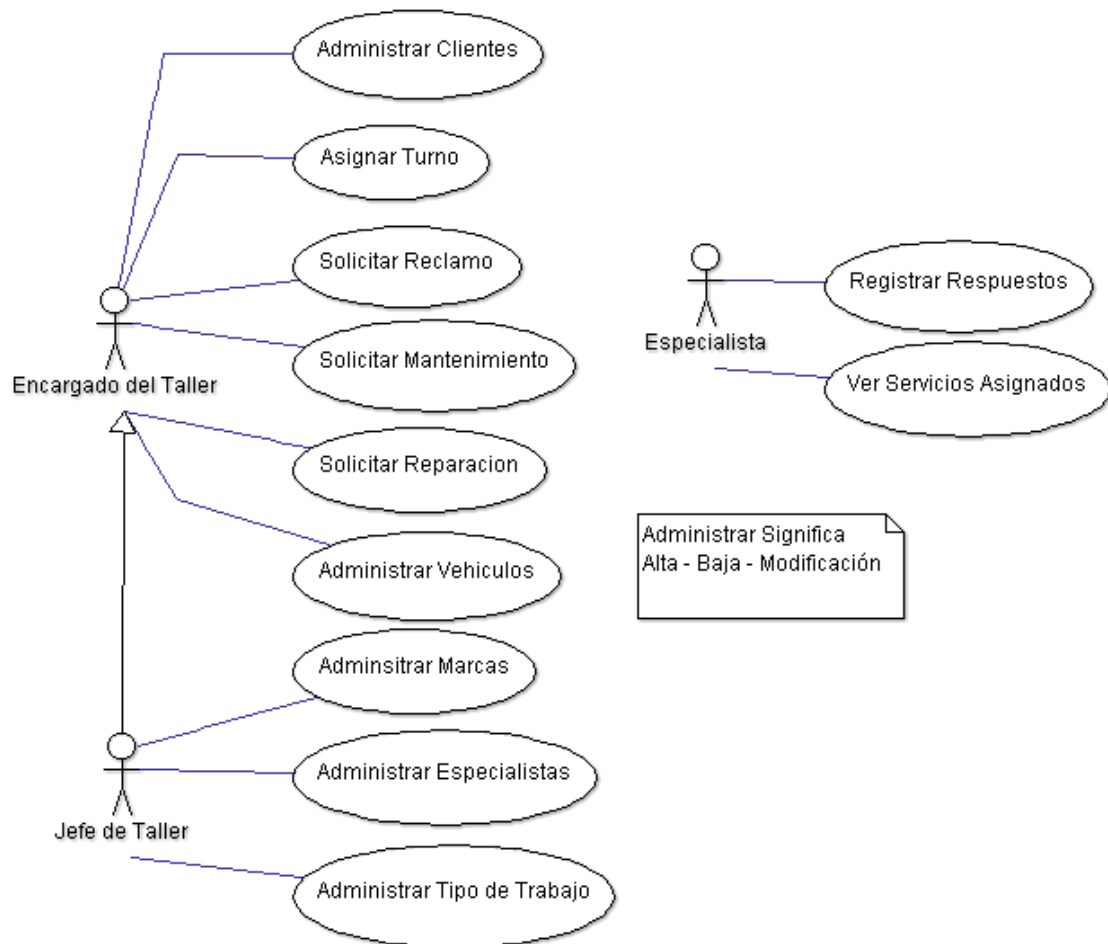 Administrar Clientes
Asignar Turno
Solicitar Reclamo
Solicitar Mantenimiento
Encargado del Taller
Solicitar Reparacion
Administrar Vehiculos
Adminsitrar Marcas
Administrar Especialistas
Jefe de Taller
Administrar Tipo de Trabajo
Registrar Respuestos
Especialista
Ver Servicios Asignados
Administrar Significa
Alta - Baja - Modificación